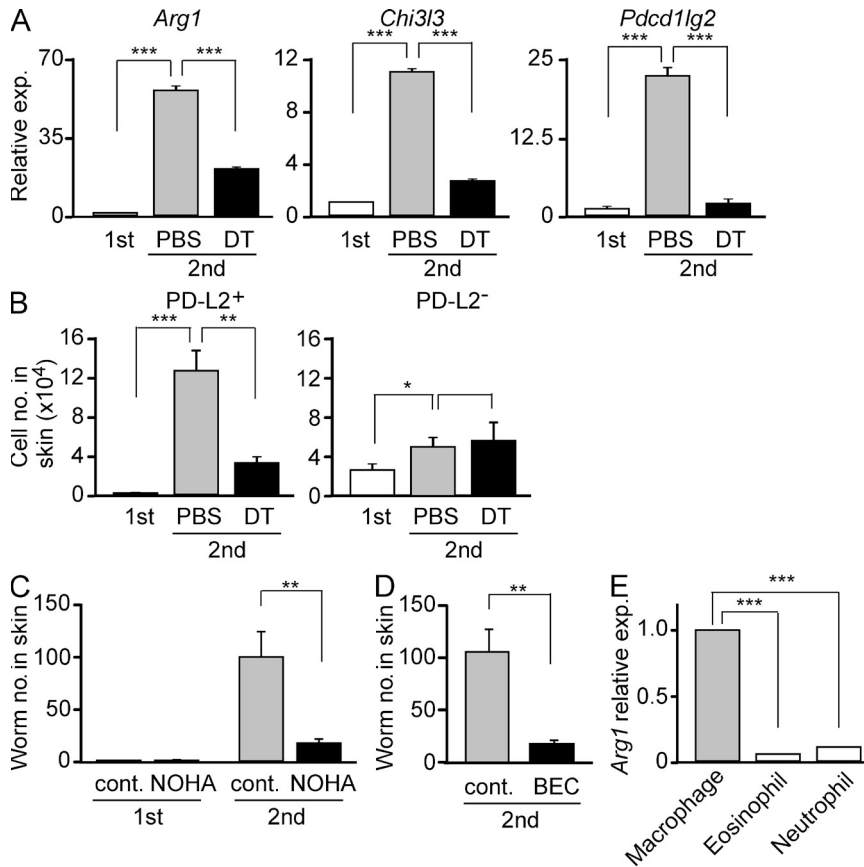 A
Arg1
Chi3l3
Pdcd1lg2
Relative exp.
70
35
0
*** ***
1st PBS DT
2nd
12
8
4
0
*** ***
1st PBS DT
2nd
25
12.5
0
*** ***
1st PBS DT
2nd
B
PD-L2+
PD-L2-
Cell no. in
skin (x10⁴)
16
12
8
4
0
*** **
1st PBS DT
2nd
16
12
8
4
0
*
1st PBS DT
2nd
C
Worm no. in skin
150
100
50
0
**
cont. NOHA cont. NOHA
1st 2nd
D
Worm no. in skin
150
100
50
0
**
cont. BEC
2nd
E
Arg1 relative exp.
1.0
0.5
0
***
***
Macrophage
Eosinophil
Neutrophil